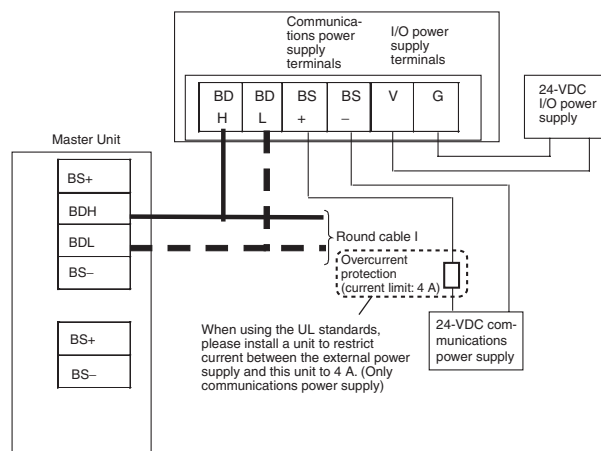 Communica-
tions power
supply
terminals
I/O power
supply
terminals
BD
H
BD
L
BS
+
BS
−
V
G
24-VDC
I/O power
supply
Master Unit
BS+
BDH
BDL
BS−
BS+
BS−
Round cable I
Overcurrent
protection
(current limit: 4 A)
When using the UL standards,
please install a unit to restrict
current between the external power
supply and this unit to 4 A. (Only
communications power supply)
24-VDC com-
munications
power supply